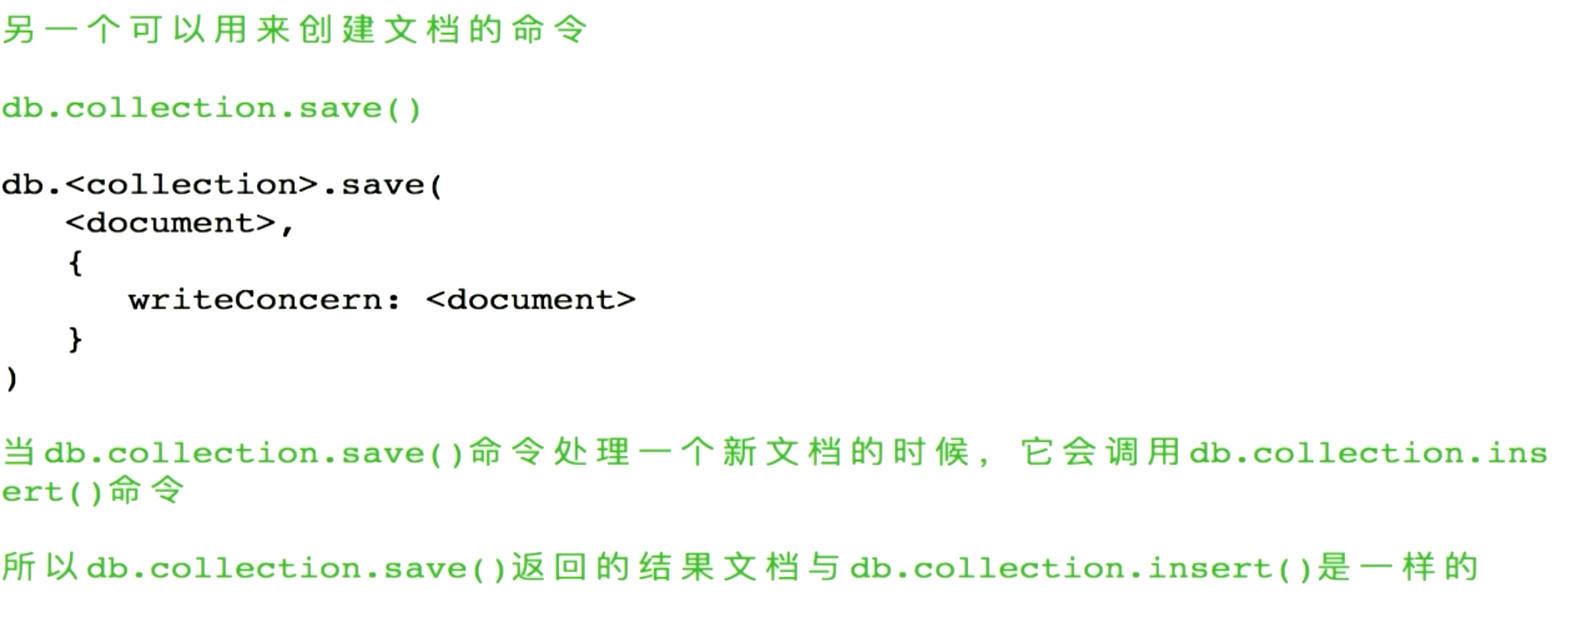 另一个可以用来创建文档的命令
db.collection.save()
db.<collection>.save(
   <document>,
   {
      writeConcern: <document>
   }
)
当db.collection.save()命令处理一个新文档的时候，它会调用db.collection.ins
ert()命令
所以db.collection.save()返回的结果文档与db.collection.insert()是一样的